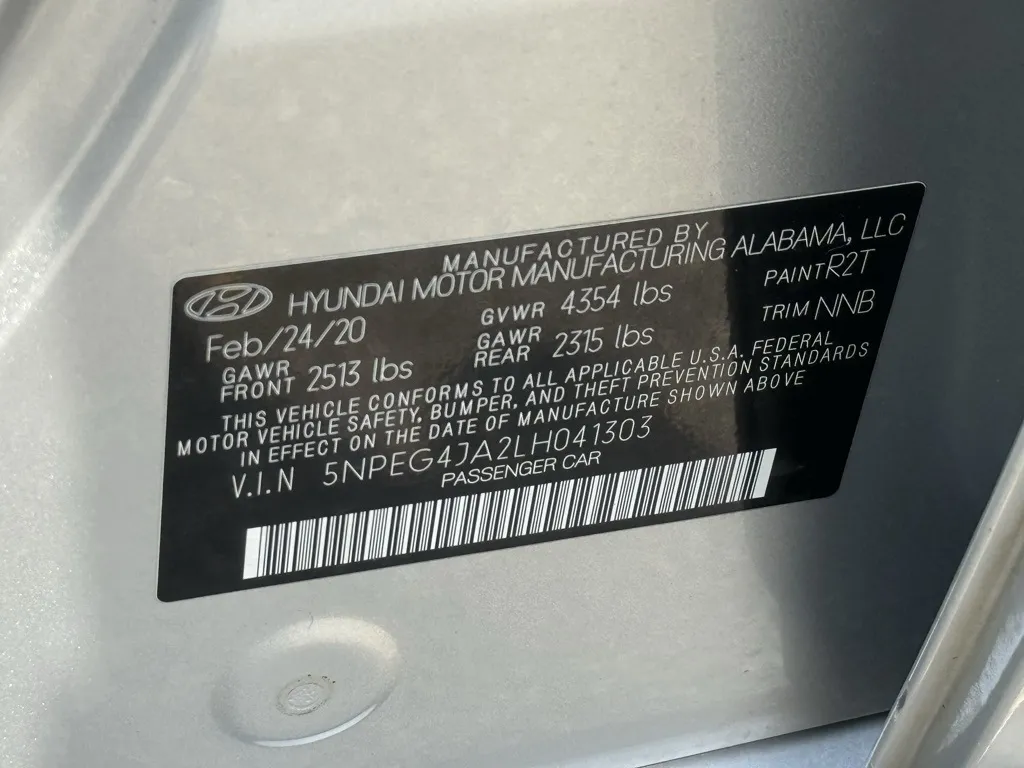 MANUFACTURED BY
HYUNDAI MOTOR MANUFACTURING ALABAMA, LLC
Feb/24/20 GVWR 4354 lbs PAINT R2T
GAWR FRONT 2513 lbs GAWR REAR 2315 lbs TRIM NNB
THIS VEHICLE CONFORMS TO ALL APPLICABLE U.S.A. FEDERAL
MOTOR VEHICLE SAFETY, BUMPER, AND THEFT PREVENTION STANDARDS
IN EFFECT ON THE DATE OF MANUFACTURE SHOWN ABOVE
V.I.N 5NPEG4JA2LH041303
PASSENGER CAR